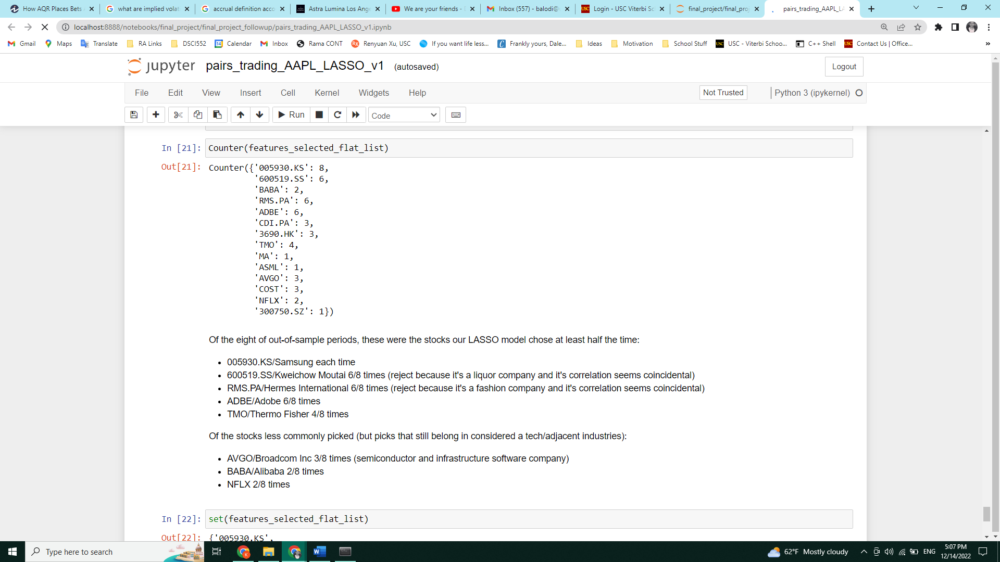 How AQR Places Bets
what are implied volat
accrual definition acco
Astra Lumina Los Ange
We are your friends -
Inbox (557) - balodi@
Login - USC Viterbi Sc
final_project/final_proj
pairs_trading_AAPL_LA
localhost:8888/notebooks/final_project/final_project_followup/pairs_trading_AAPL_LASSO_v1.ipynb
Gmail Maps Translate RA Links DSCI552 Calendar Inbox Rama CONT Renyuan Xu, USC If you want life less... Frankly yours, Dale... Ideas Motivation School Stuff USC - Viterbi Schoo... C++ Shell Contact Us | Office... »
jupyter pairs_trading_AAPL_LASSO_v1 (autosaved) Logout
File Edit View Insert Cell Kernel Widgets Help Not Trusted Python 3 (ipykernel)
Run Code
In [21]: Counter(features_selected_flat_list)
Out[21]: Counter({'005930.KS': 8,
'600519.SS': 6,
'BABA': 2,
'RMS.PA': 6,
'ADBE': 6,
'CDI.PA': 3,
'3690.HK': 3,
'TMO': 4,
'MA': 1,
'ASML': 1,
'AVGO': 3,
'COST': 3,
'NFLX': 2,
'300750.SZ': 1})
Of the eight of out-of-sample periods, these were the stocks our LASSO model chose at least half the time:
• 005930.KS/Samsung each time
• 600519.SS/Kweichow Moutai 6/8 times (reject because it's a liquor company and it's correlation seems coincidental)
• RMS.PA/Hermes International 6/8 times (reject because it's a fashion company and it's correlation seems coincidental)
• ADBE/Adobe 6/8 times
• TMO/Thermo Fisher 4/8 times
Of the stocks less commonly picked (but picks that still belong in considered a tech/adjacent industries):
• AVGO/Broadcom Inc 3/8 times (semiconductor and infrastructure software company)
• BABA/Alibaba 2/8 times
• NFLX 2/8 times
In [22]: set(features_selected_flat_list)
Out[22]: {'005930.KS',
Type here to search
62°F Mostly cloudy
ENG
5:07 PM
12/14/2022